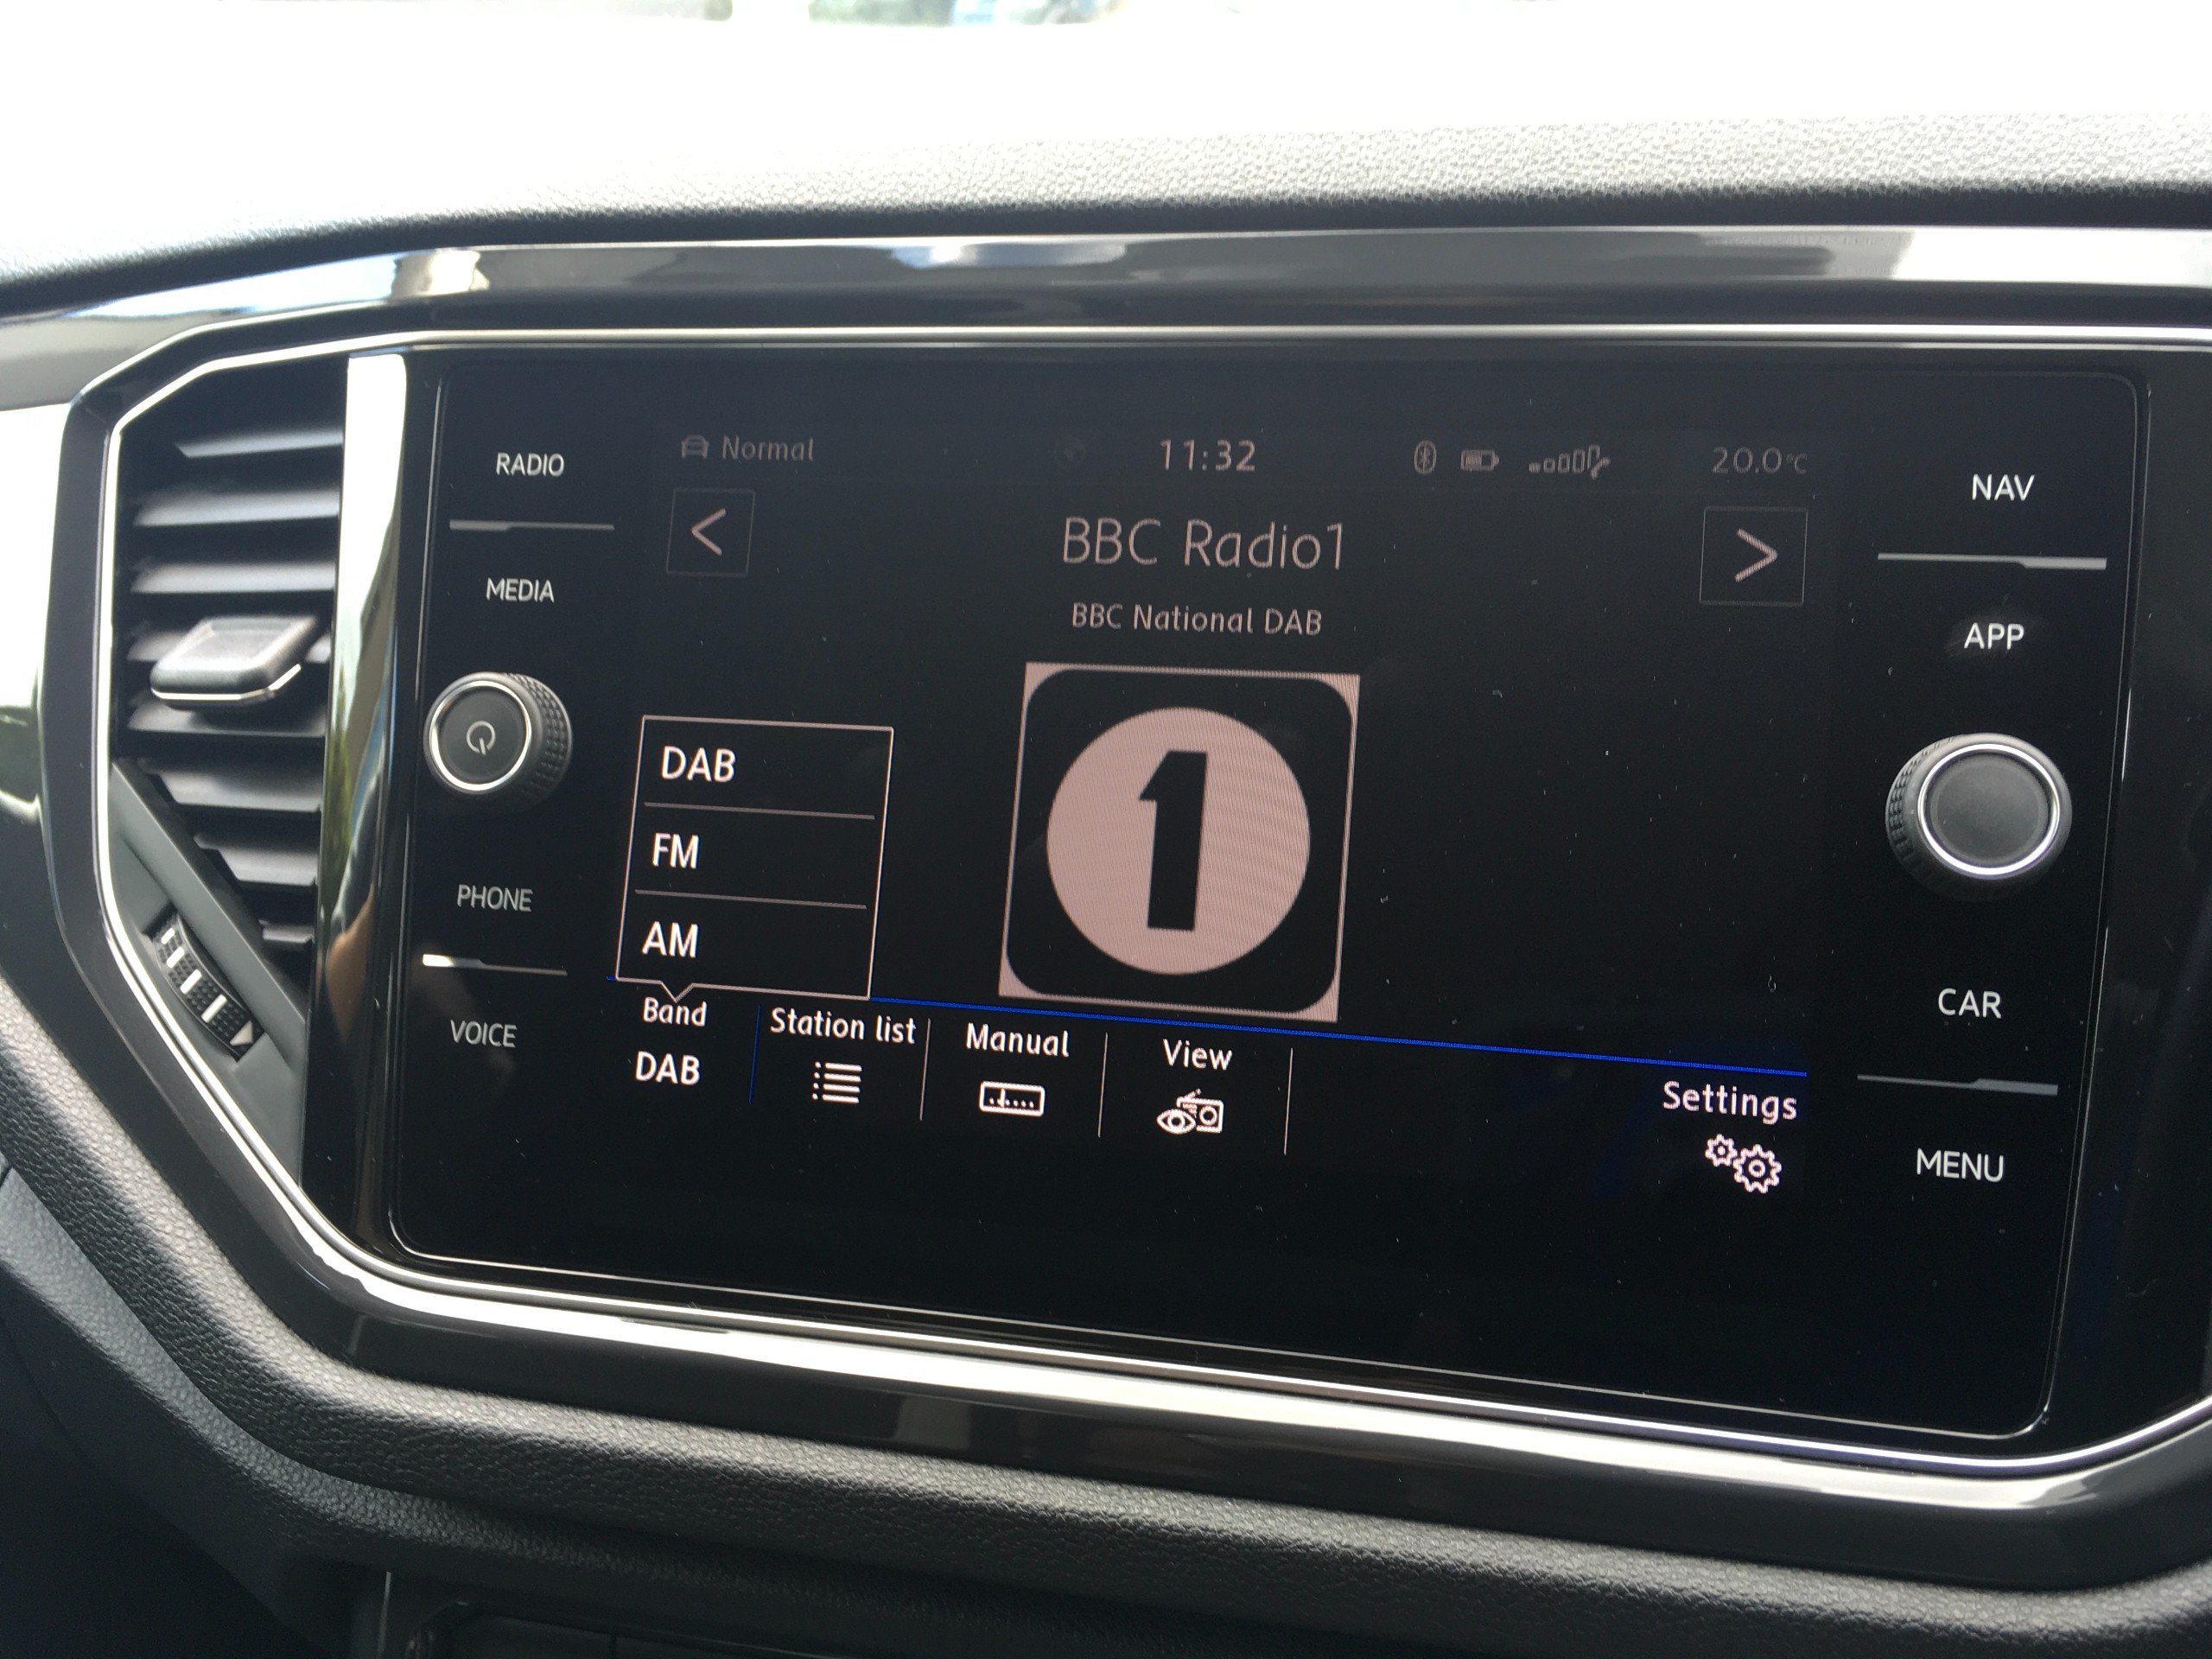 RADIO
MEDIA
PHONE
VOICE
Normal
11:32
20.0°C
<
BBC Radio1
>
BBC National DAB
1
DAB
FM
AM
Band
DAB
Station list
Manual
View
Settings
NAV
APP
CAR
MENU